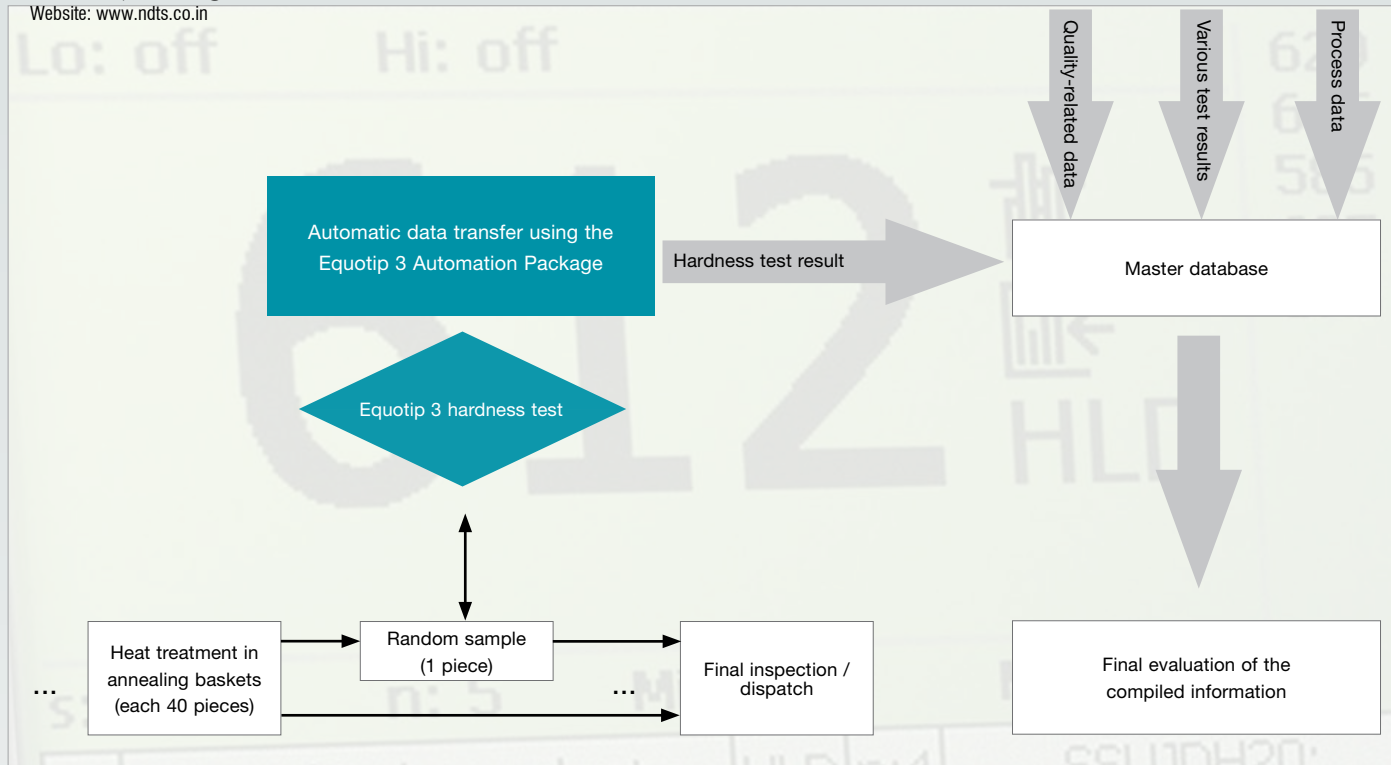 Website: www.ndts.co.in
Lo: off
Hi: off
612
HLD
n: 5
Quality-related data
Various test results
Process data
Automatic data transfer using the
Equotip 3 Automation Package
Hardness test result
Master database
Equotip 3 hardness test
Heat treatment in
annealing baskets
(each 40 pieces)
Random sample
(1 piece)
Final inspection /
dispatch
Final evaluation of the
compiled information
...
...